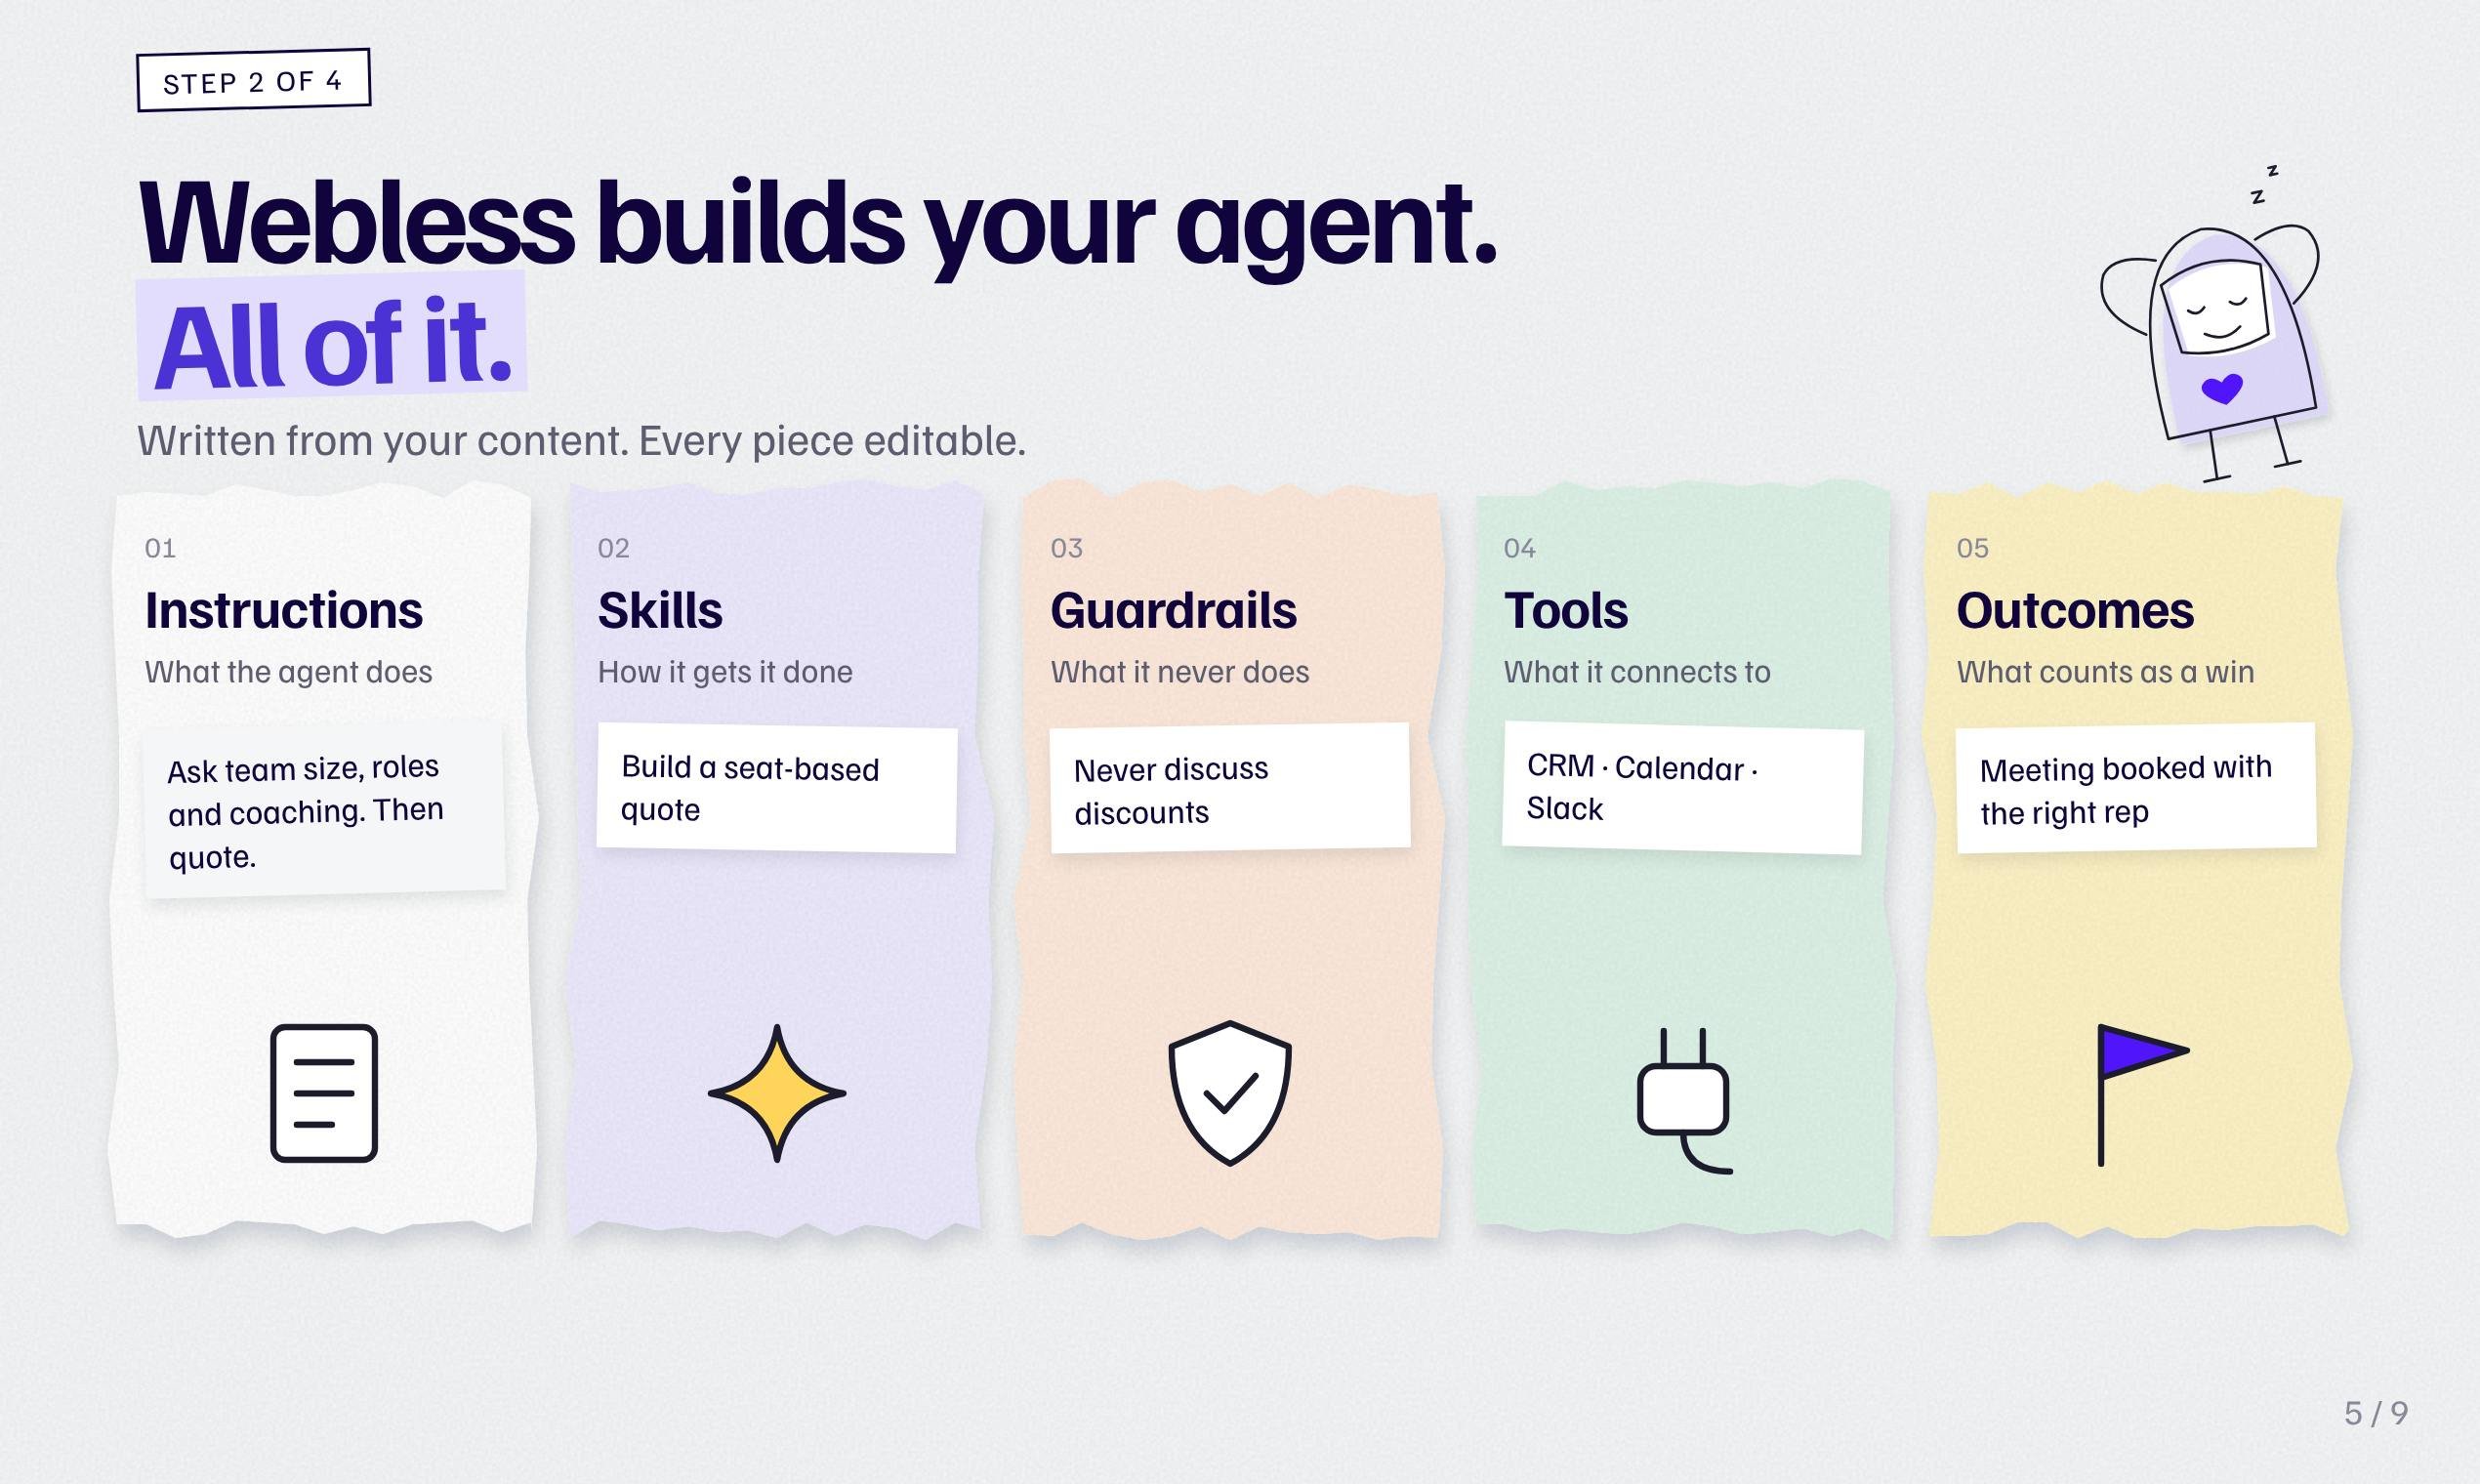 STEP 2 OF 4
Webless builds your agent.
All of it.
Written from your content. Every piece editable.
z
z
01
Instructions
What the agent does
Ask team size, roles
and coaching. Then
quote.
02
Skills
How it gets it done
Build a seat-based
quote
03
Guardrails
What it never does
Never discuss
discounts
04
Tools
What it connects to
CRM · Calendar ·
Slack
05
Outcomes
What counts as a win
Meeting booked with
the right rep
5 / 9